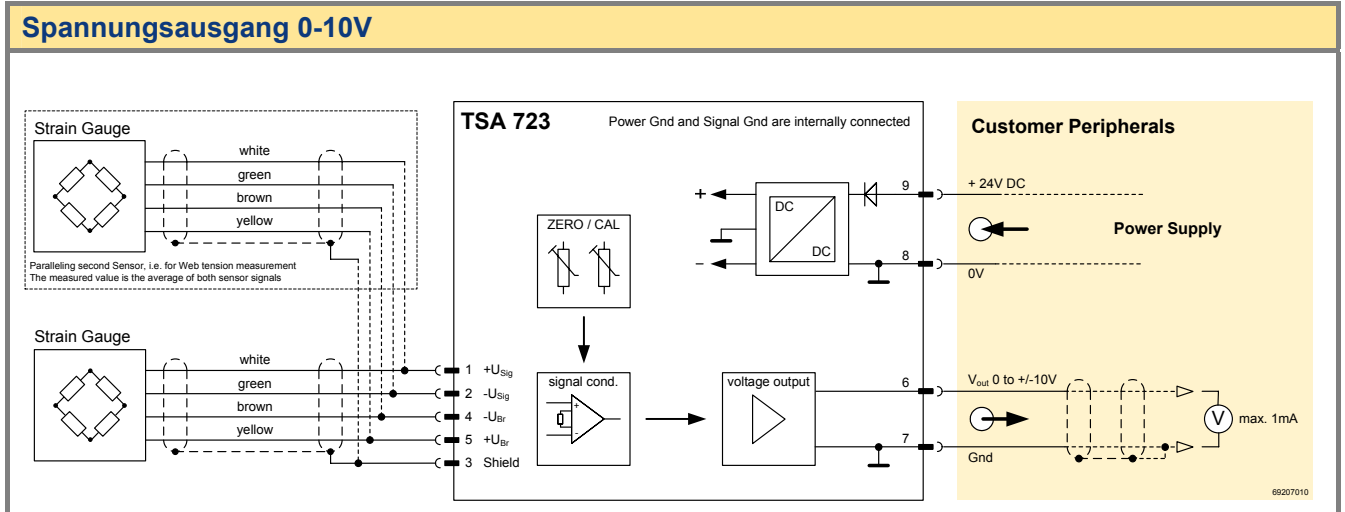 Spannungsausgang 0-10V
Strain Gauge
white
green
brown
yellow
Paralleling second Sensor, i.e. for Web tension measurement
The measured value is the average of both sensor signals
Strain Gauge
white
green
brown
yellow
TSA 723
Power Gnd and Signal Gnd are internally connected
ZERO / CAL
+
-
DC
DC
9
8
1 +USig
2 -USig
4 -UBr
5 +UBr
3 Shield
signal cond.
+
-
voltage output
6
7
Customer Peripherals
+ 24V DC
Power Supply
0V
Vout 0 to +/-10V
V
max. 1mA
Gnd
69207010